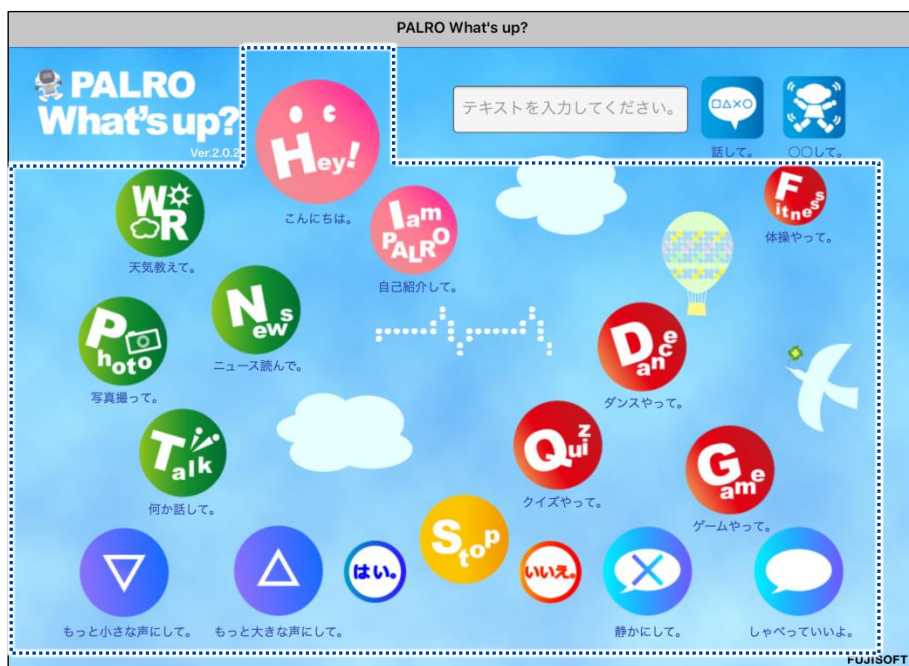 PALRO What's up?
PALRO
What's up?
Ver.2.0.2
Hey!
こんにちは。
テキストを入力してください。
□△×○
話して。
○○して。
WR
天気教えて。
I am PALRO
自己紹介して。
Fitness
体操やって。
News
ニュース読んで。
Photo
写真撮って。
Dance
ダンスやって。
Talk
何か話して。
Quiz
クイズやって。
Game
ゲームやって。
Stop
はい。
いいえ。
もっと小さな声にして。
もっと大きな声にして。
静かにして。
しゃべっていいよ。
FUJISOFT